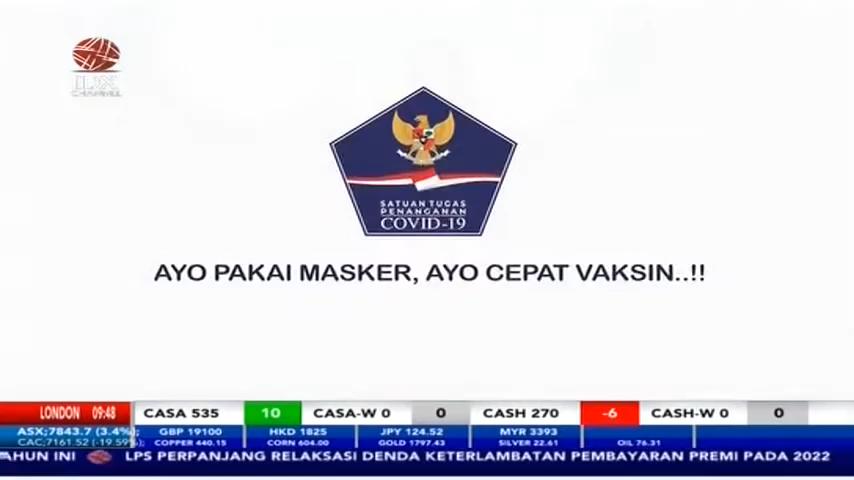 IDX
CHANNEL
SATUAN TUGAS
PENANGANAN
COVID-19
AYO PAKAI MASKER, AYO CEPAT VAKSIN..!!
LONDON 09:48 CASA 535 10 CASA-W 0 0 CASH 270 -6 CASH-W 0 0
ASX;7843.7 (3.4%) GBP 19100 HKD 1825 JPY 124.52 MYR 3393
CAC;7161.52 (-19.59%) COPPER 440.15 CORN 604.00 GOLD 1797.43 SILVER 22.61 OIL 76.31
AHUN INI LPS PERPANJANG RELAKSASI DENDA KETERLAMBATAN PEMBAYARAN PREMI PADA 2022